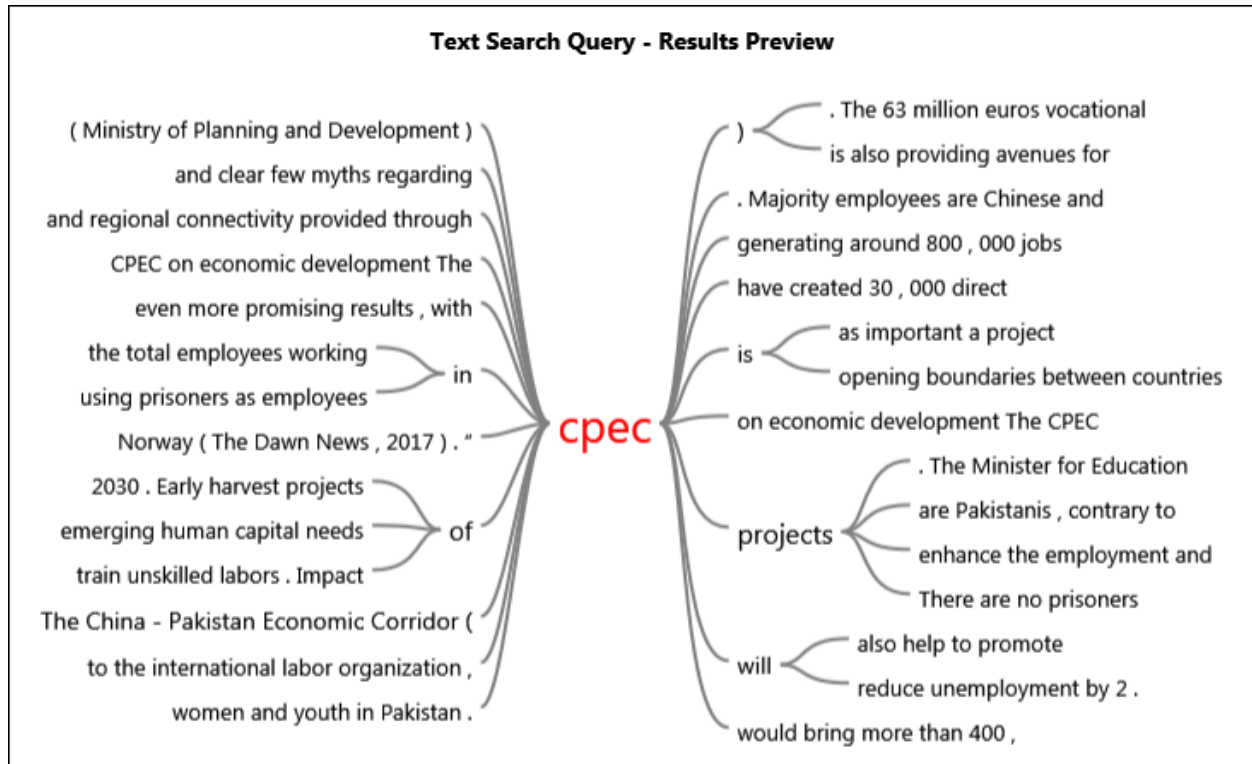 Text Search Query - Results Preview
( Ministry of Planning and Development )
and clear few myths regarding
and regional connectivity provided through
CPEC on economic development The
even more promising results , with
the total employees working
using prisoners as employees
in
Norway ( The Dawn News , 2017 ) . “
2030 . Early harvest projects
emerging human capital needs
train unskilled labors . Impact
of
The China - Pakistan Economic Corridor (
to the international labor organization ,
women and youth in Pakistan .
cpec
)
. The 63 million euros vocational
is also providing avenues for
. Majority employees are Chinese and
generating around 800 , 000 jobs
have created 30 , 000 direct
is
as important a project
opening boundaries between countries
on economic development The CPEC
projects
. The Minister for Education
are Pakistanis , contrary to
enhance the employment and
There are no prisoners
will
also help to promote
reduce unemployment by 2 .
would bring more than 400 ,